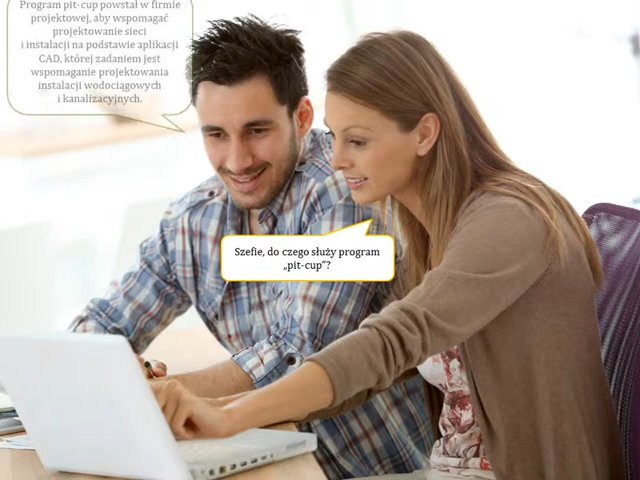 Program pit-cup powstał w firmie
projektowej, aby wspomagać
projektowanie sieci
i instalacji na podstawie aplikacji
CAD, której zadaniem jest
wspomaganie projektowania
instalacji wodociągowych
i kanalizacyjnych.
Szefie, do czego służy program
„pit-cup”?